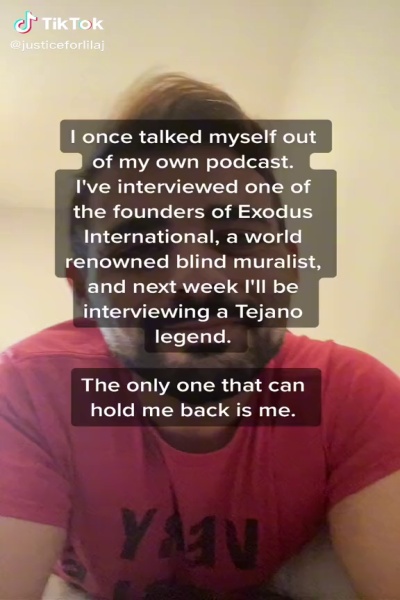 TikTok
@justiceforlilaj
I once talked myself out
of my own podcast.
I've interviewed one of
the founders of Exodus
International, a world
renowned blind muralist,
and next week I'll be
interviewing a Tejano
legend.
The only one that can
hold me back is me.
VERY